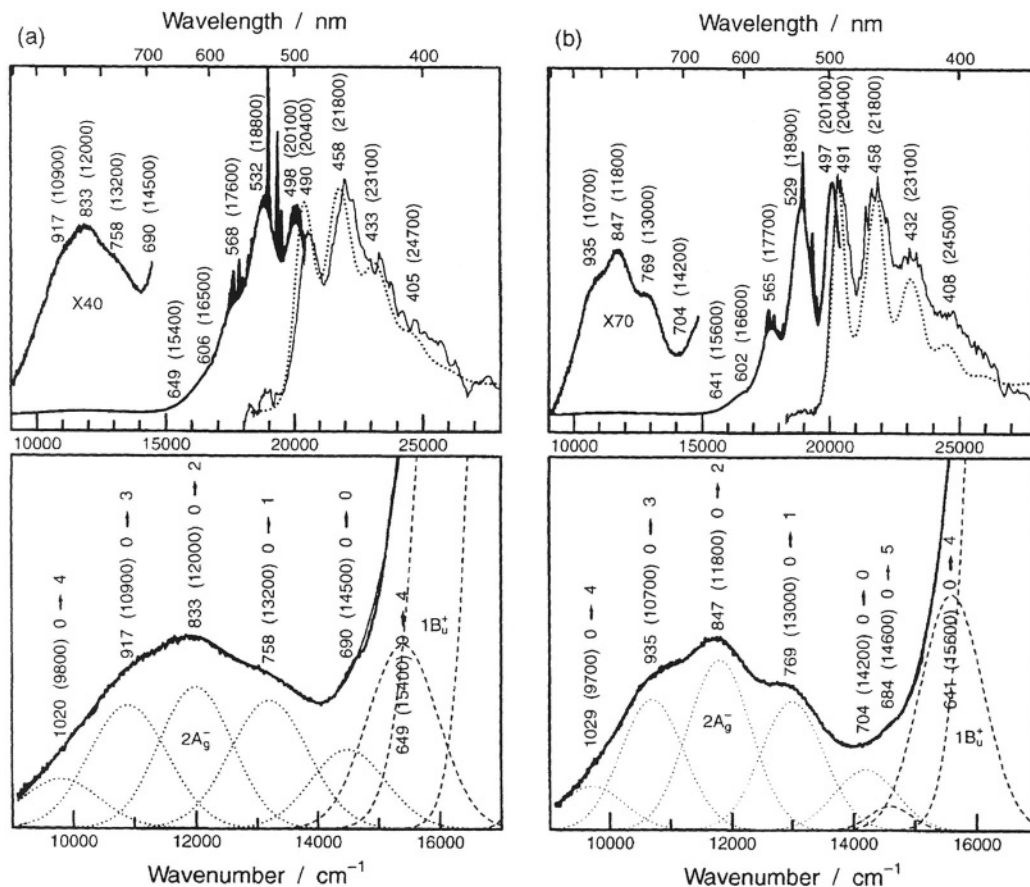 Wavelength / nm
(a)
700 600 500 400
917 (10900)
833 (12000)
758 (13200)
690 (14500)
649 (15400)
606 (16500)
568 (17600)
532 (18800)
498 (20100)
490 (20400)
458 (21800)
433 (23100)
405 (24700)
X40
10000 15000 20000 25000
1020 (9800) 0 → 4
917 (10900) 0 → 3
833 (12000) 0 → 2
758 (13200) 0 → 1
690 (14500) 0 → 0
649 (15400) 0 → 4
2A⁻g
1B⁺u
10000 12000 14000 16000
Wavenumber / cm⁻¹
Wavelength / nm
(b)
700 600 500 400
935 (10700)
847 (11800)
769 (13000)
704 (14200)
641 (15600)
602 (16600)
565 (17700)
529 (18900)
497 (20100)
491 (20400)
458 (21800)
432 (23100)
408 (24500)
X70
10000 15000 20000 25000
1029 (9700) 0 → 4
935 (10700) 0 → 3
847 (11800) 0 → 2
769 (13000) 0 → 1
704 (14200) 0 → 0
684 (14600) 0 → 5
641 (15600) 0 → 4
2A⁻g
1B⁺u
10000 12000 14000 16000
Wavenumber / cm⁻¹